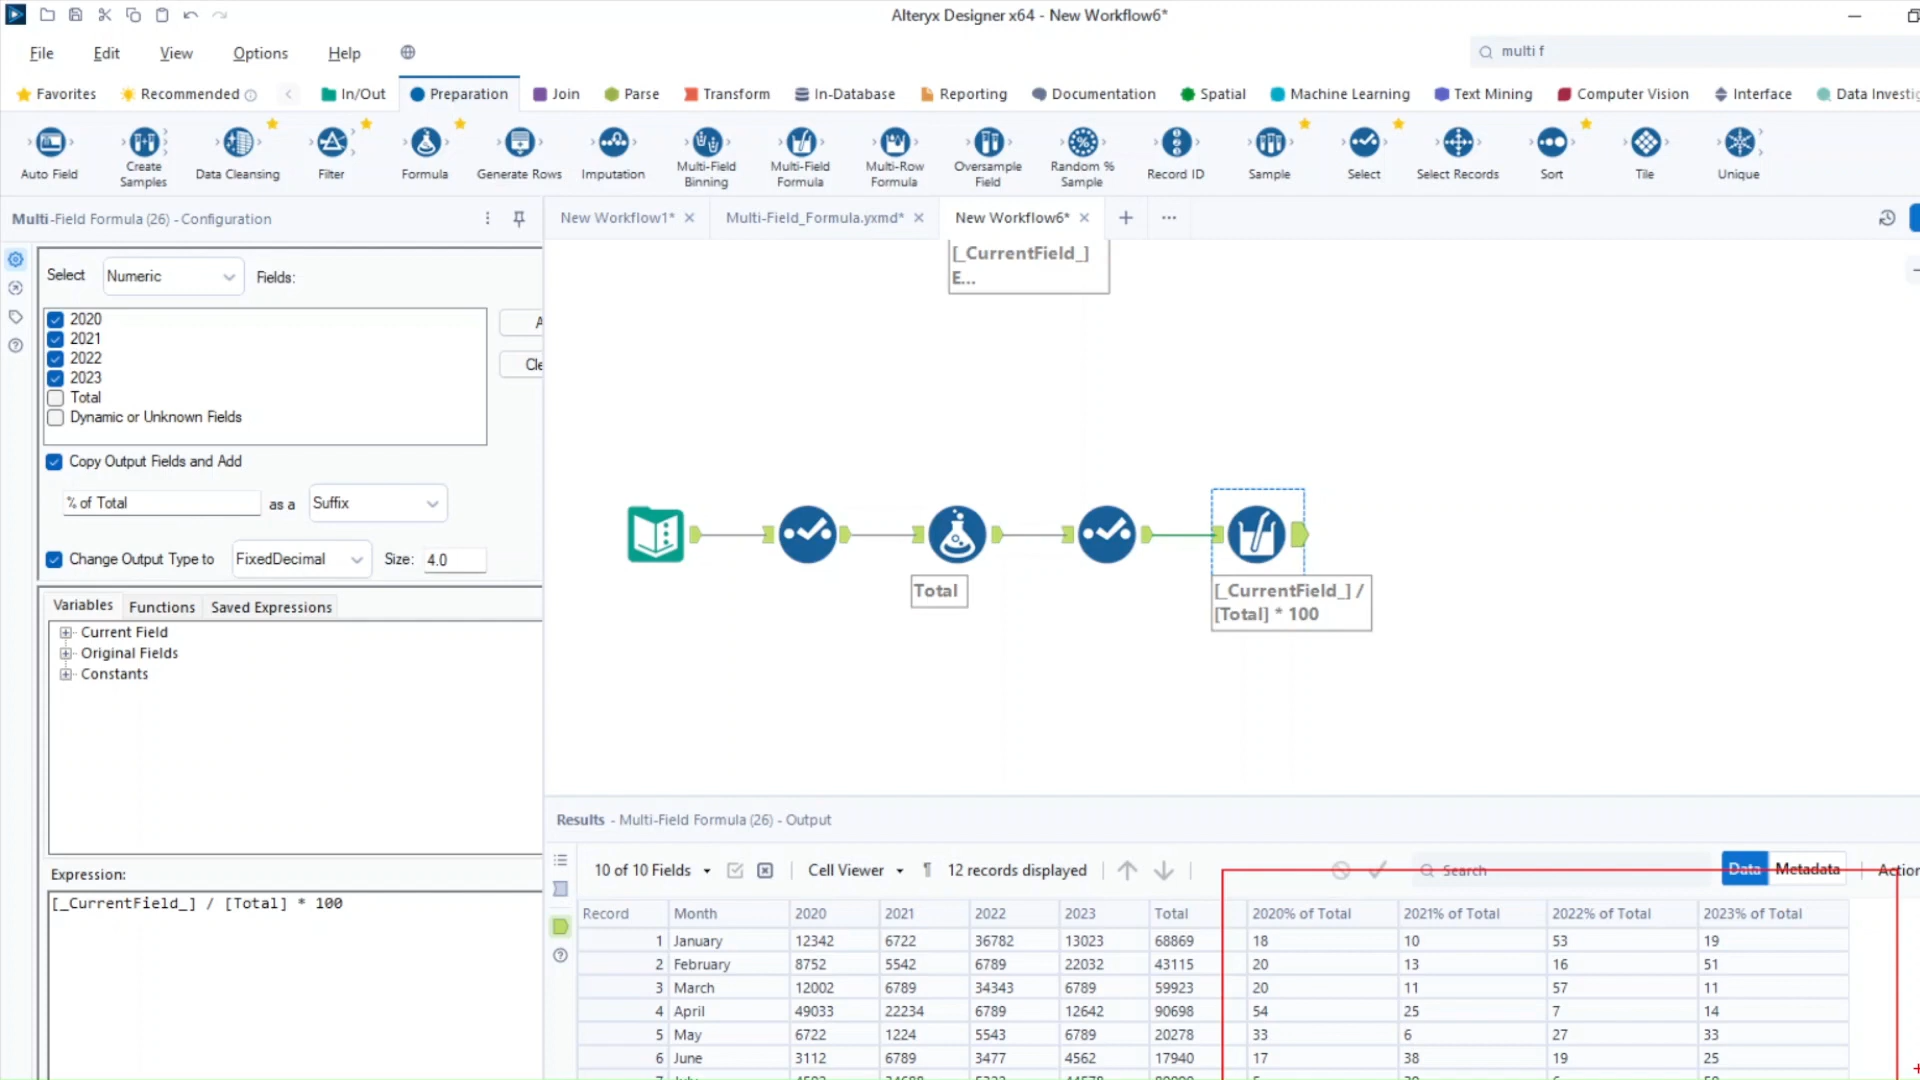 Alteryx Designer x64 - New Workflow6*
File Edit View Options Help
multi f
Favorites Recommended In/Out Preparation Join Parse Transform In-Database Reporting Documentation Spatial Machine Learning Text Mining Computer Vision Interface Data Investig
Auto Field
Create
Samples
Data Cleansing
Filter
Formula
Generate Rows
Imputation
Multi-Field
Binning
Multi-Field
Formula
Multi-Row
Formula
Oversample
Field
Random %
Sample
Record ID
Sample
Select
Select Records
Sort
Tile
Unique
Multi-Field Formula (26) - Configuration
New Workflow1* Multi-Field_Formula.yxmd* New Workflow6*
Select Numeric Fields:
2020
2021
2022
2023
Total
Dynamic or Unknown Fields
A
Cle
Copy Output Fields and Add
% of Total as a Suffix
Change Output Type to FixedDecimal Size: 4.0
Variables Functions Saved Expressions
Current Field
Original Fields
Constants
Expression:
[_CurrentField_] / [Total] * 100
[_CurrentField_]
E...
Total
[_CurrentField_] /
[Total] * 100
Results - Multi-Field Formula (26) - Output
10 of 10 Fields Cell Viewer 12 records displayed Search Data Metadata Action
Record Month 2020 2021 2022 2023 Total 2020% of Total 2021% of Total 2022% of Total 2023% of Total
1 January 12342 6722 36782 13023 68869 18 10 53 19
2 February 8752 5542 6789 22032 43115 20 13 16 51
3 March 12002 6789 34343 6789 59923 20 11 57 11
4 April 49033 22234 6789 12642 90698 54 25 7 14
5 May 6722 1224 5543 6789 20278 33 6 27 33
6 June 3112 6789 3477 4562 17940 17 38 19 25